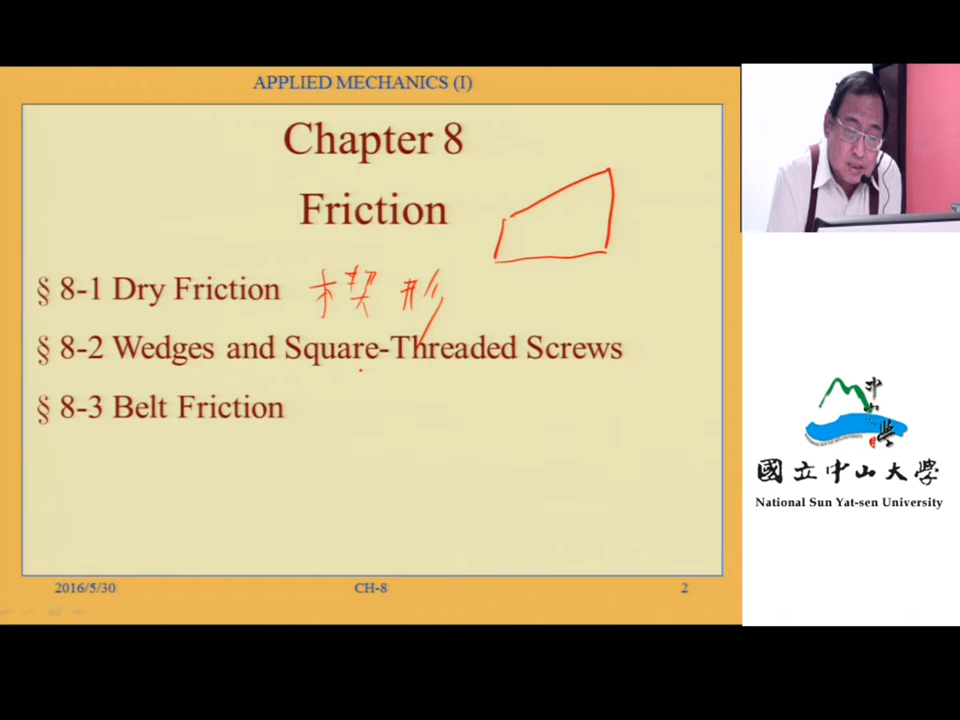 APPLIED MECHANICS (I)
Chapter 8
Friction
§ 8-1 Dry Friction
楔形
§ 8-2 Wedges and Square-Threaded Screws
§ 8-3 Belt Friction
2016/5/30
CH-8
2
中山大學
國立中山大學
National Sun Yat-sen University